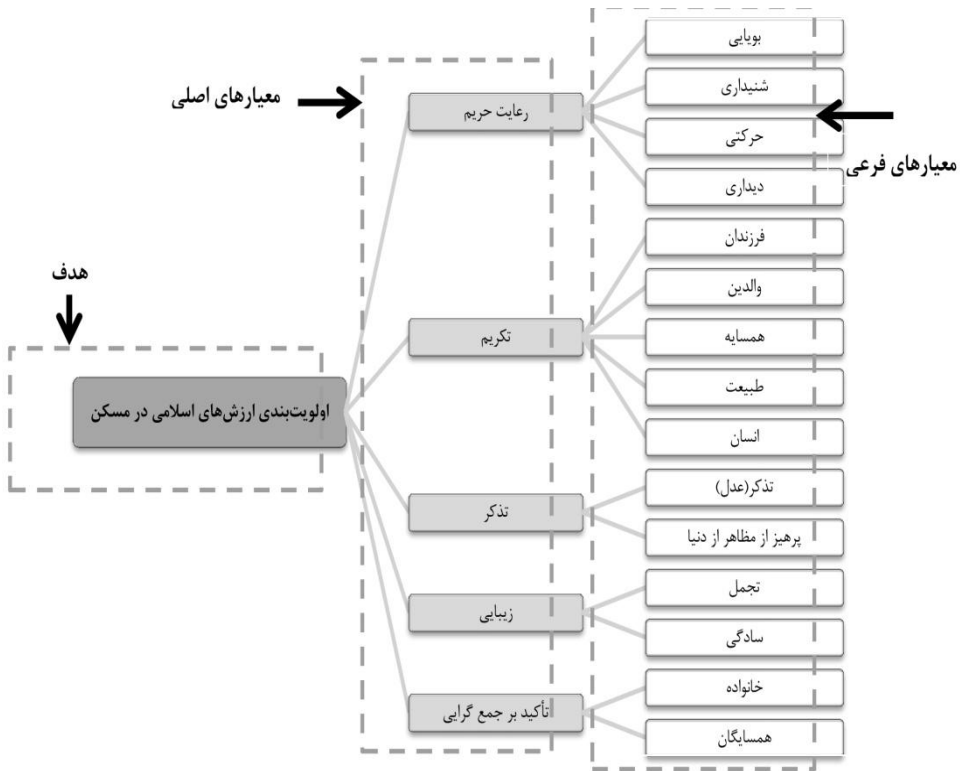 معیارهای فرعی
بویایی
شنیداری
حرکتی
دیداری
فرزندان
والدین
همسایه
طبیعت
انسان
تذکر(عدل)
پرهیز از مظاهر از دنیا
تجمل
سادگی
خانواده
همسایگان
معیارهای اصلی
رعایت حریم
تکریم
تذکر
زیبایی
تأکید بر جمع گرایی
هدف
اولویت‌بندی ارزش‌های اسلامی در مسکن